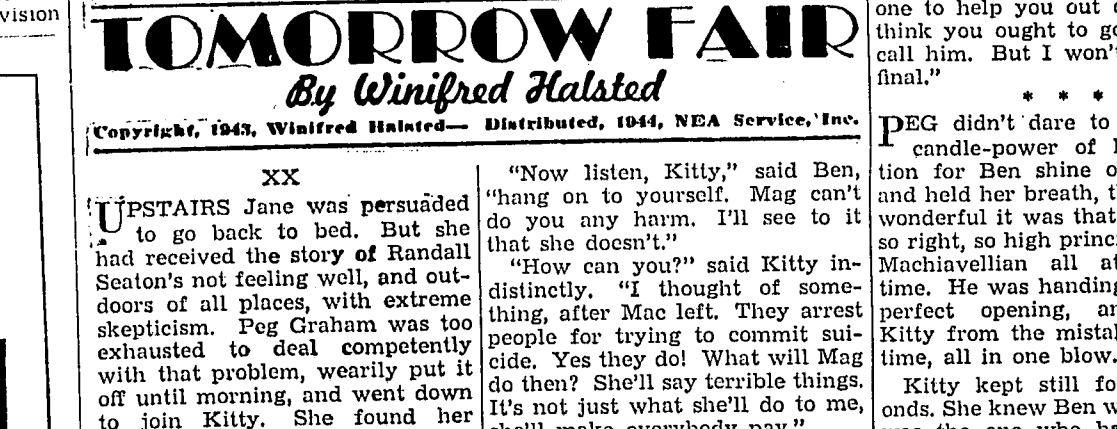 vision
TOMORROW FAIR
By Winifred Halsted
Copyright, 1943, Winifred Halsted— Distributed, 1944, NEA Service, Inc.
XX
UPSTAIRS Jane was persuaded
to go back to bed. But she
had received the story of Randall
Seaton's not feeling well, and out-
doors of all places, with extreme
skepticism. Peg Graham was too
exhausted to deal competently
with that problem, wearily put it
off until morning, and went down
to join Kitty. She found her
"Now listen, Kitty," said Ben,
"hang on to yourself. Mag can't
do you any harm. I'll see to it
that she doesn't."
"How can you?" said Kitty in-
distinctly. "I thought of some-
thing, after Mac left. They arrest
people for trying to commit sui-
cide. Yes they do! What will Mag
do then? She'll say terrible things.
It's not just what she'll do to me,
she'll make everybody pay."
one to help you out
think you ought to
call him. But I won'
final."
* * *
PEG didn't dare to
candle-power of
tion for Ben shine
and held her breath,
wonderful it was that
so right, so high princ
Machiavellian all
time. He was handing
perfect opening,
Kitty from the
time, all in one blow.
Kitty kept still
onds. She knew Ben
was the one who